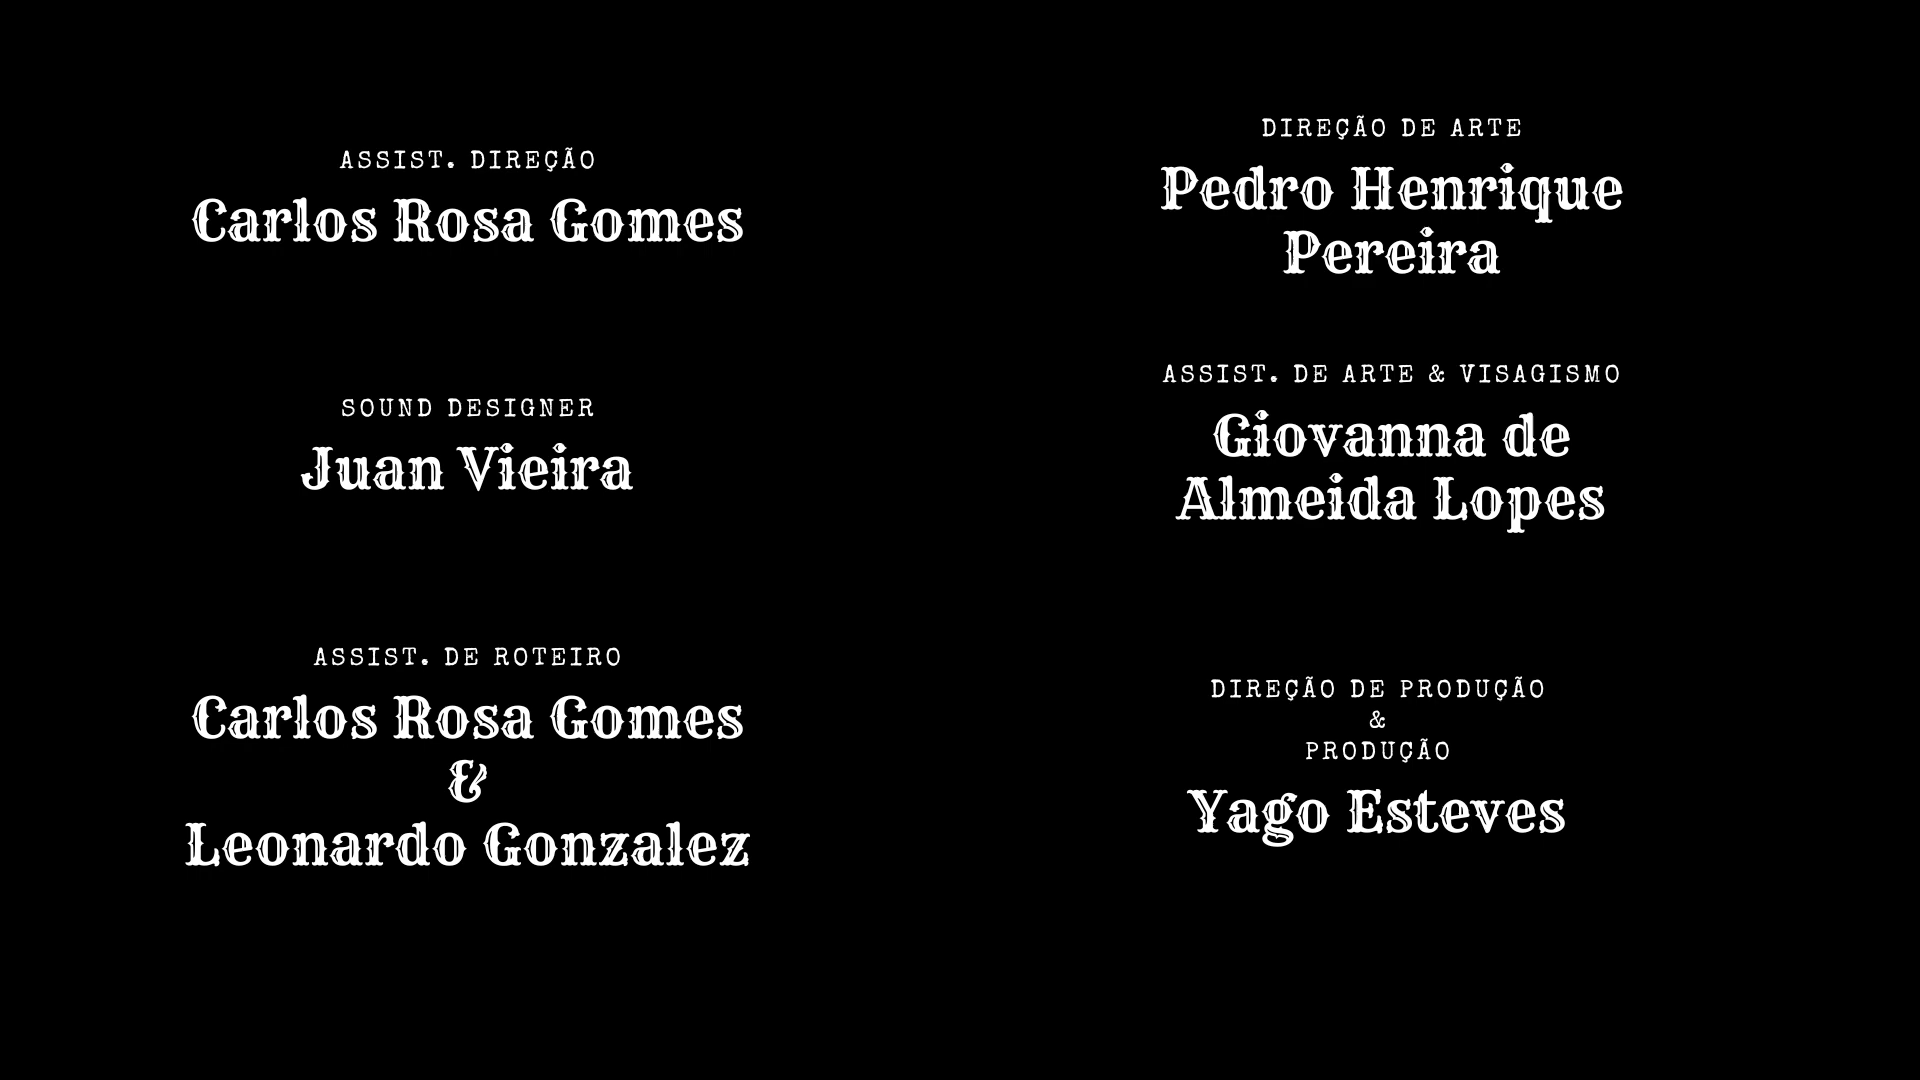 ASSIST. DIREÇÃO
Carlos Rosa Gomes
SOUND DESIGNER
Juan Vieira
ASSIST. DE ROTEIRO
Carlos Rosa Gomes
&
Leonardo Gonzalez
DIREÇÃO DE ARTE
Pedro Henrique
Pereira
ASSIST. DE ARTE & VISAGISMO
Giovanna de
Almeida Lopes
DIREÇÃO DE PRODUÇÃO
&
PRODUÇÃO
Yago Esteves